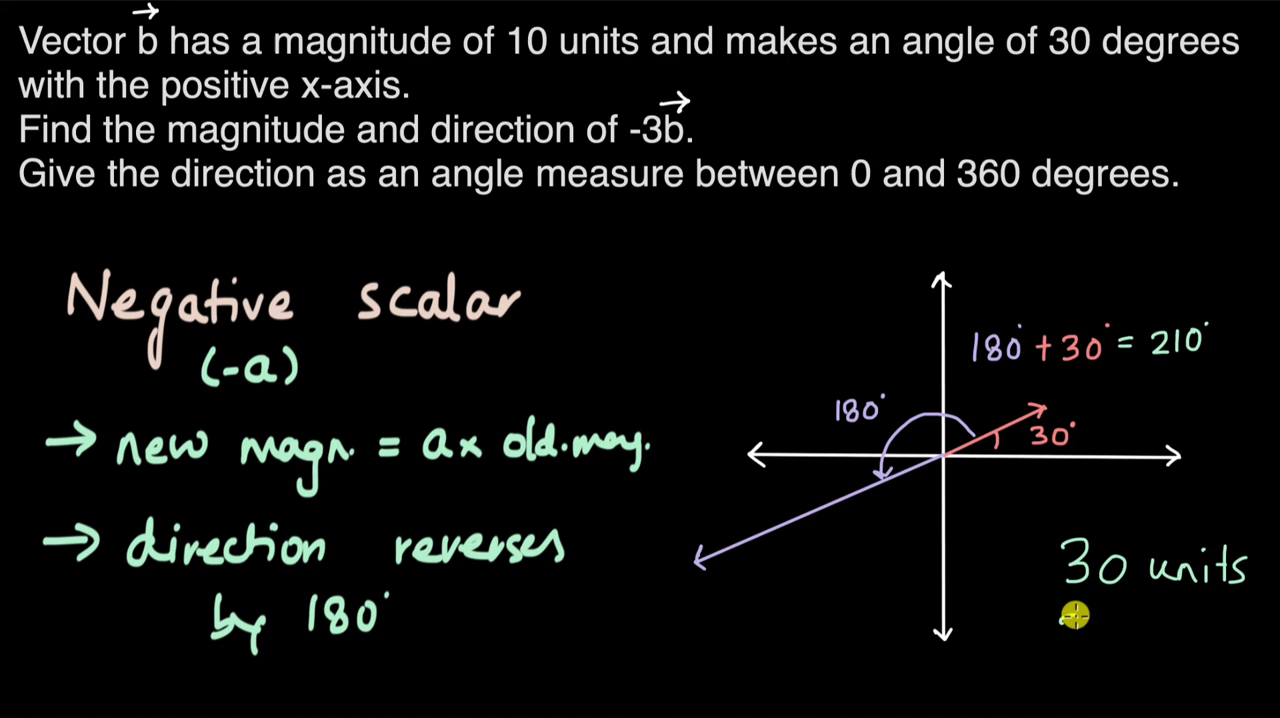 Vector b has a magnitude of 10 units and makes an angle of 30 degrees
with the positive x-axis.
Find the magnitude and direction of -3b.
Give the direction as an angle measure between 0 and 360 degrees.
Negative scalar
(-a)
→ new magn. = a x old.mag.
→ direction reverses
by 180°
180° + 30° = 210°
180°
30°
30 units